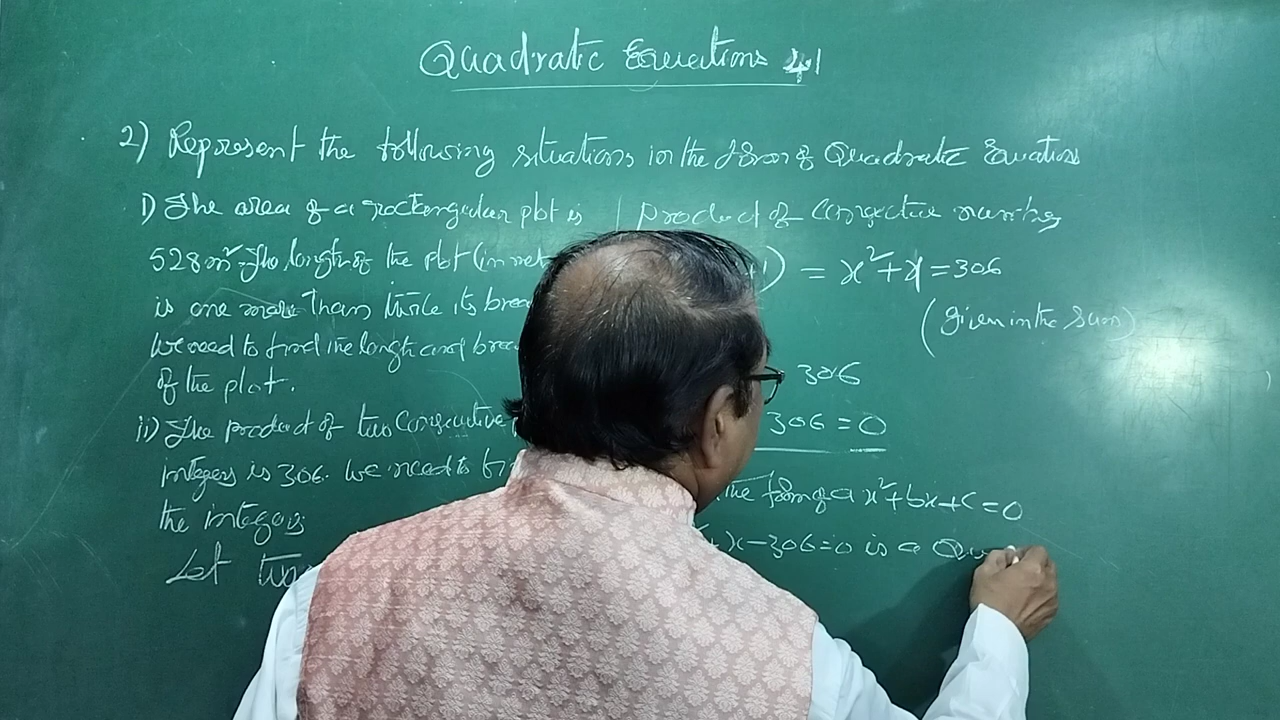 Quadratic Equations 4.1
2) Represent the following situations in the form of Quadratic Equation
i) The area of a rectangular plot is
528 m². The length of the plot (in met
is one more than twice its brea
We need to find the length and brea
of the plot.
ii) The product of two Consecutive
integers is 306. We need to fi
the integers
Let two
product of Consecutive number
+1) = x²+x=306
(given in the sum)
306
306 = 0
the form of ax²+bx+c=0
x-306=0 is a Qu